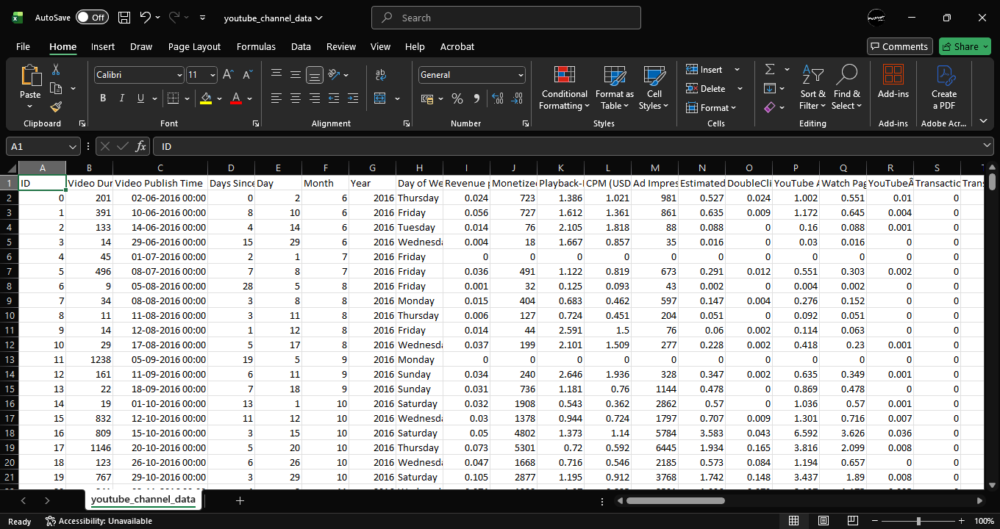 AutoSave Off youtube_channel_data Search
File Home Insert Draw Page Layout Formulas Data Review View Help Acrobat Comments Share
Paste Calibri 11 General Conditional Formatting Format as Table Cell Styles Insert Delete Format Sort & Filter Find & Select Add-ins Create a PDF
Clipboard Font Alignment Number Styles Cells Editing Add-ins Adobe Acr...
A1 fx ID
A B C D E F G H I J K L M N O P Q R S
1 ID Video Dur Video Publish Time Days Since Day Month Year Day of We Revenue p Monetized Playback- CPM (USD Ad Impres Estimated DoubleCli YouTube A Watch Pag YouTubeÂ Transactio Trans
2 0 201 02-06-2016 00:00 0 2 6 2016 Thursday 0.024 723 1.386 1.021 981 0.527 0.024 1.002 0.551 0.01 0
3 1 391 10-06-2016 00:00 8 10 6 2016 Friday 0.056 727 1.612 1.361 861 0.635 0.009 1.172 0.645 0.004 0
4 2 133 14-06-2016 00:00 4 14 6 2016 Tuesday 0.014 76 2.105 1.818 88 0.088 0 0.16 0.088 0.001 0
5 3 14 29-06-2016 00:00 15 29 6 2016 Wednesda 0.004 18 1.667 0.857 35 0.016 0 0.03 0.016 0 0
6 4 45 01-07-2016 00:00 2 1 7 2016 Friday 0 0 0 0 0 0 0 0 0 0 0
7 5 496 08-07-2016 00:00 7 8 7 2016 Friday 0.036 491 1.122 0.819 673 0.291 0.012 0.551 0.303 0.002 0
8 6 9 05-08-2016 00:00 28 5 8 2016 Friday 0.001 32 0.125 0.093 43 0.002 0 0.004 0.002 0 0
9 7 34 08-08-2016 00:00 3 8 8 2016 Monday 0.015 404 0.683 0.462 597 0.147 0.004 0.276 0.152 0 0
10 8 11 11-08-2016 00:00 3 11 8 2016 Thursday 0.006 127 0.724 0.451 204 0.051 0 0.092 0.051 0 0
11 9 14 12-08-2016 00:00 1 12 8 2016 Friday 0.014 44 2.591 1.5 76 0.06 0.002 0.114 0.063 0 0
12 10 29 17-08-2016 00:00 5 17 8 2016 Wednesda 0.037 199 2.101 1.509 277 0.228 0.002 0.418 0.23 0.001 0
13 11 1238 05-09-2016 00:00 19 5 9 2016 Monday 0 0 0 0 0 0 0 0 0 0 0
14 12 161 11-09-2016 00:00 6 11 9 2016 Sunday 0.034 240 2.646 1.936 328 0.347 0.002 0.635 0.349 0.001 0
15 13 22 18-09-2016 00:00 7 18 9 2016 Sunday 0.031 736 1.181 0.76 1144 0.478 0 0.869 0.478 0 0
16 14 19 01-10-2016 00:00 13 1 10 2016 Saturday 0.032 1908 0.543 0.362 2862 0.57 0 1.036 0.57 0.001 0
17 15 832 12-10-2016 00:00 11 12 10 2016 Wednesda 0.03 1378 0.944 0.724 1797 0.707 0.009 1.301 0.716 0.007 0
18 16 809 15-10-2016 00:00 3 15 10 2016 Saturday 0.05 4802 1.373 1.14 5784 3.583 0.043 6.592 3.626 0.036 0
19 17 1146 20-10-2016 00:00 5 20 10 2016 Thursday 0.073 5301 0.72 0.592 6445 1.934 0.165 3.816 2.099 0.008 0
20 18 123 26-10-2016 00:00 6 26 10 2016 Wednesda 0.047 1668 0.716 0.546 2185 0.573 0.084 1.194 0.657 0 0
21 19 767 29-10-2016 00:00 3 29 10 2016 Saturday 0.105 2877 1.195 0.912 3768 1.742 0.148 3.437 1.89 0.008 0
youtube_channel_data
Ready Accessibility: Unavailable 100%